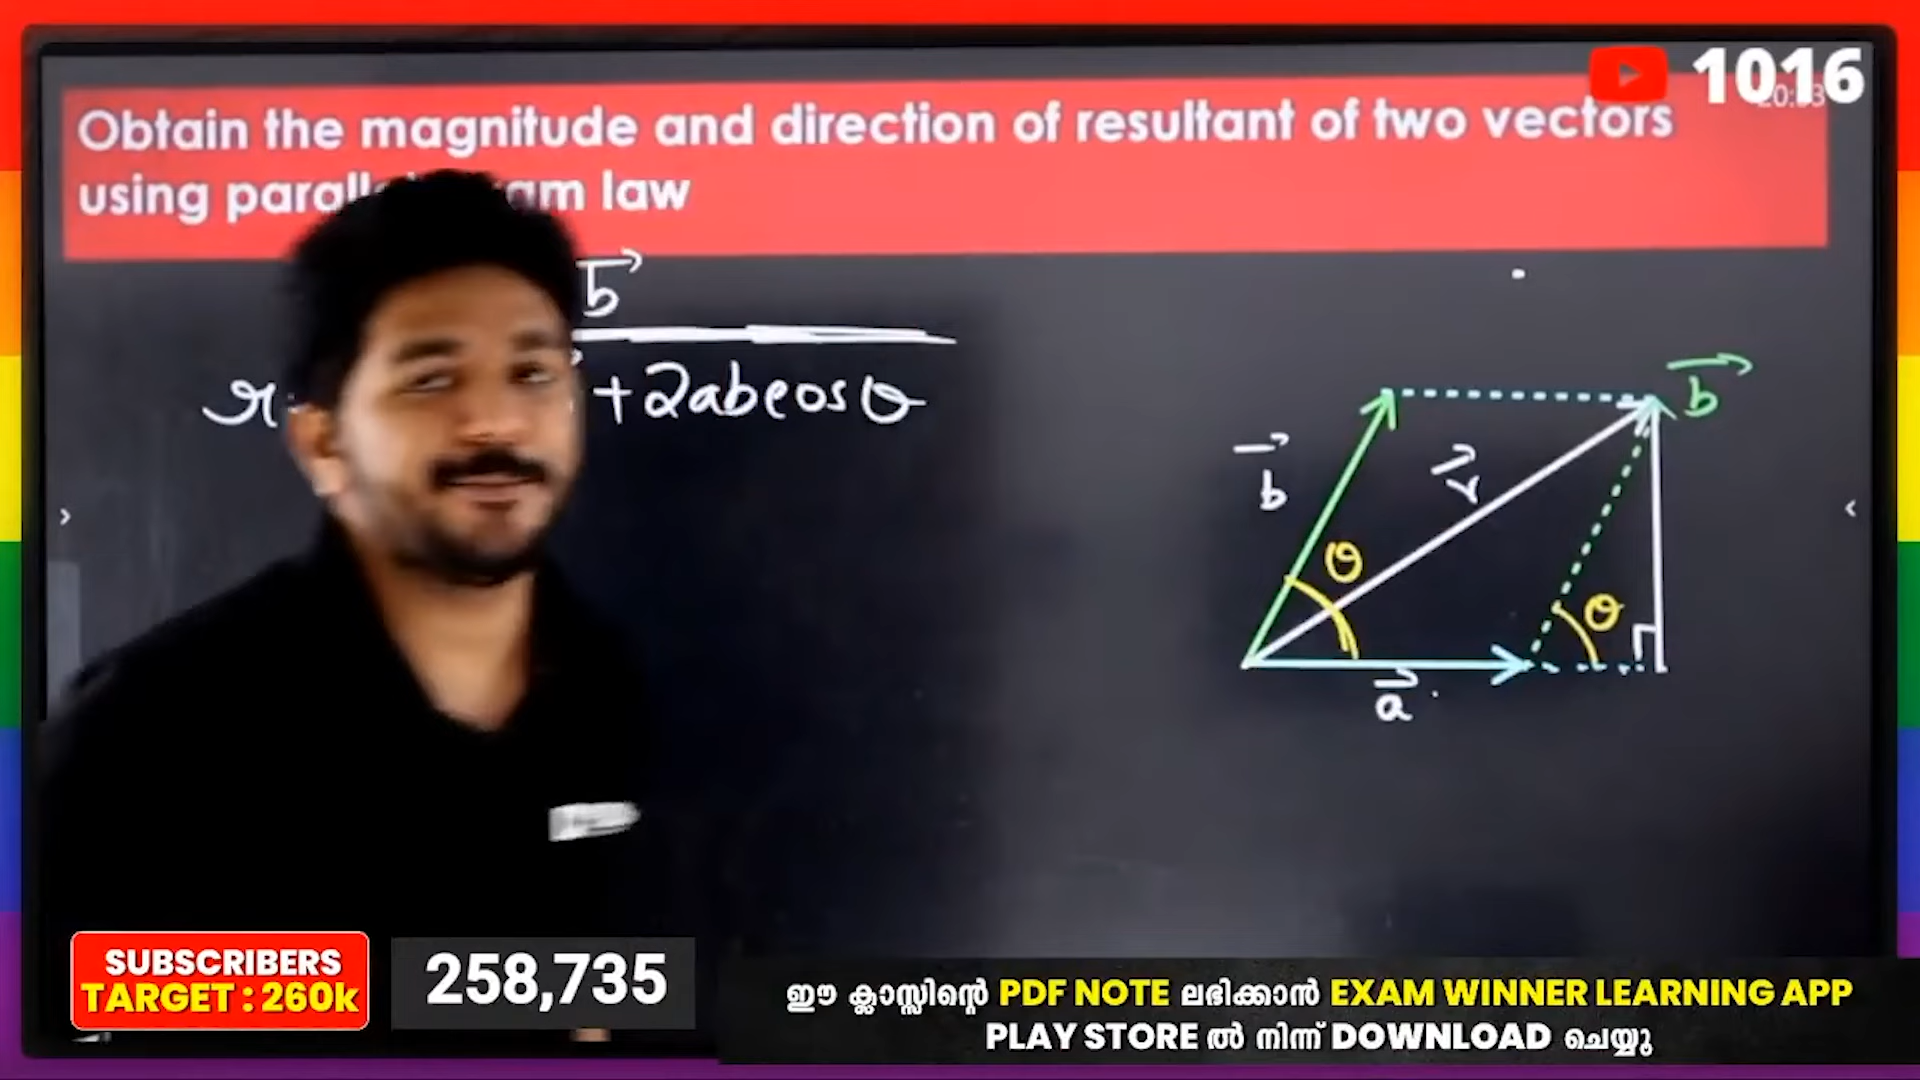 1016
Obtain the magnitude and direction of resultant of two vectors
using am law
b
+2abcosθ
b
b
r
θ
θ
a
SUBSCRIBERS
TARGET : 260k
258,735
ഈ ക്ലാസ്സിന്റെ PDF NOTE ലഭിക്കാൻ EXAM WINNER LEARNING APP
PLAY STORE ൽ നിന്ന് DOWNLOAD ചെയ്യൂ